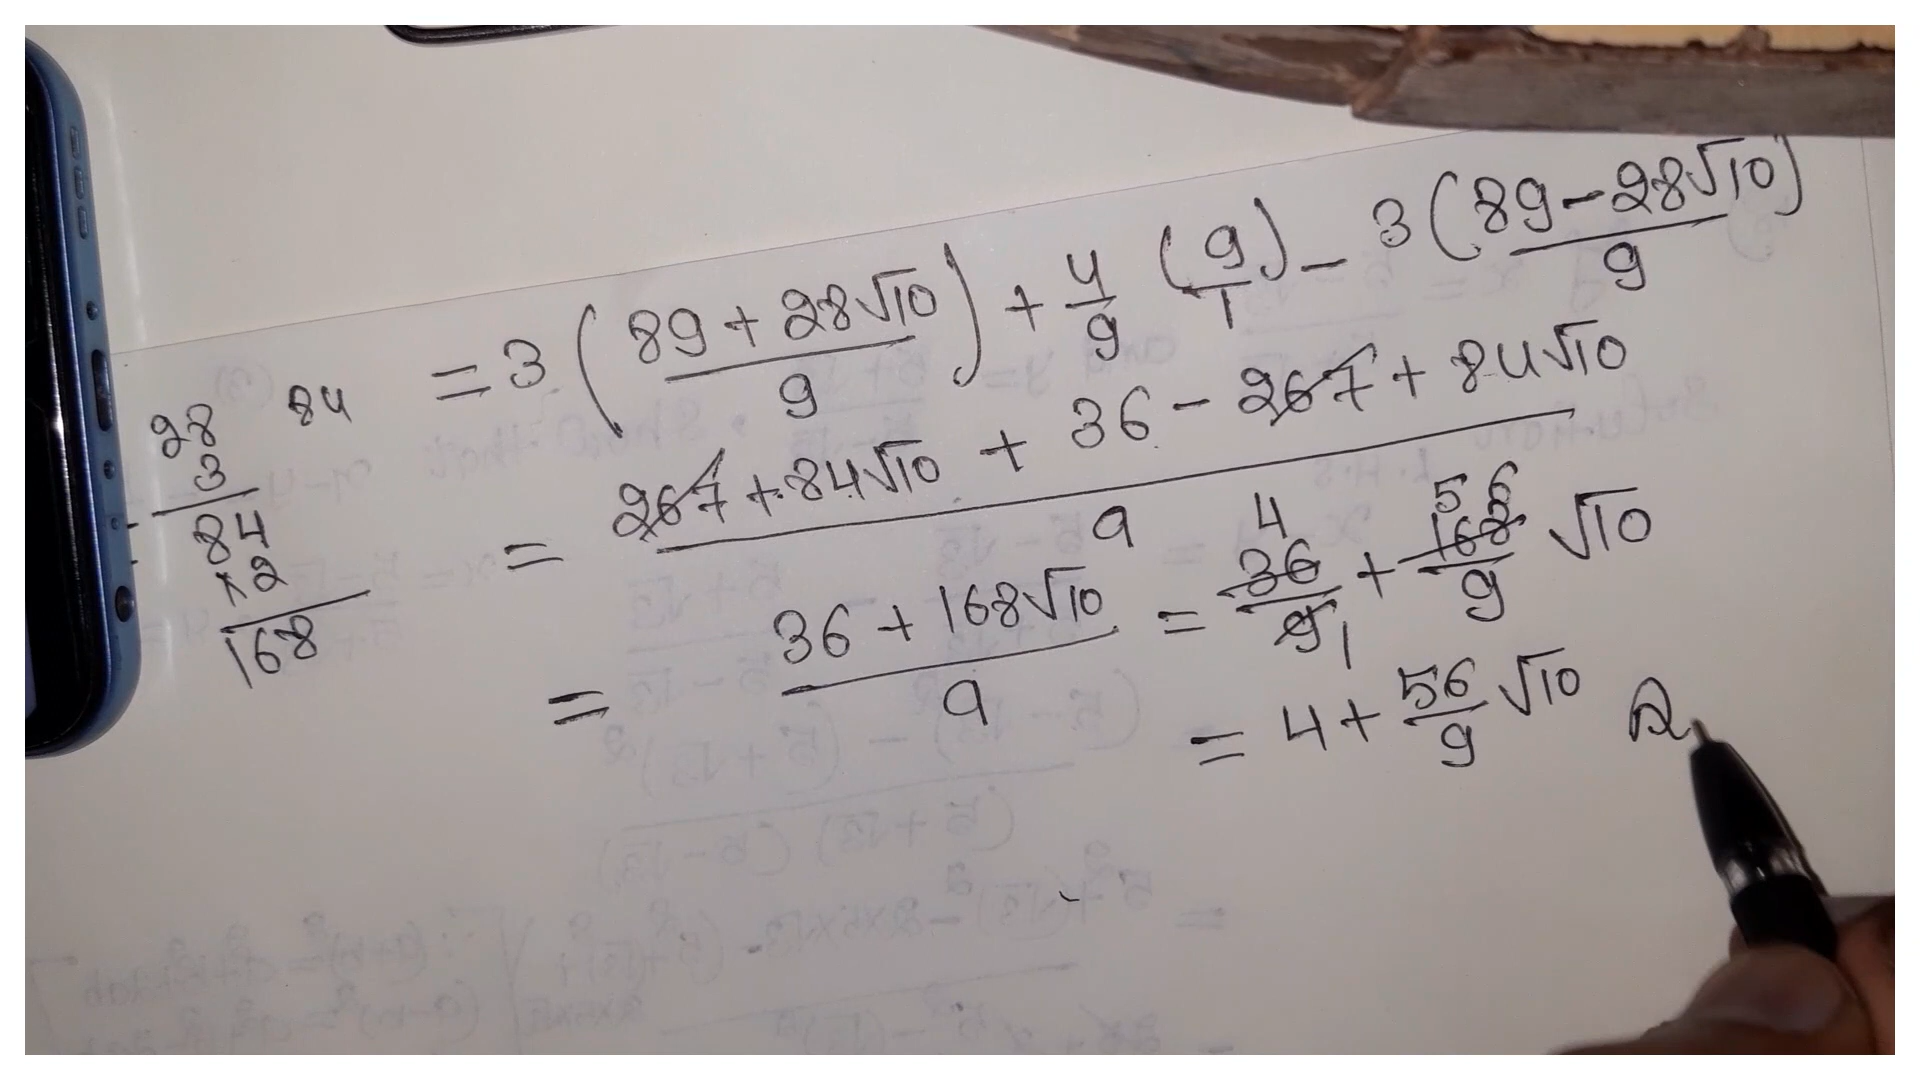 = 3 ( (89 + 28√10) / 9 ) + 4/9 (9/1) - 3 ( (89 - 28√10) / 9 )
= (267 + 84√10 + 36 - 267 + 84√10) / 9
= (36 + 168√10) / 9 = 36/9 + 168/9 √10
4 1 56
= 4 + 56/9 √10
28 84
3
84
×2
168